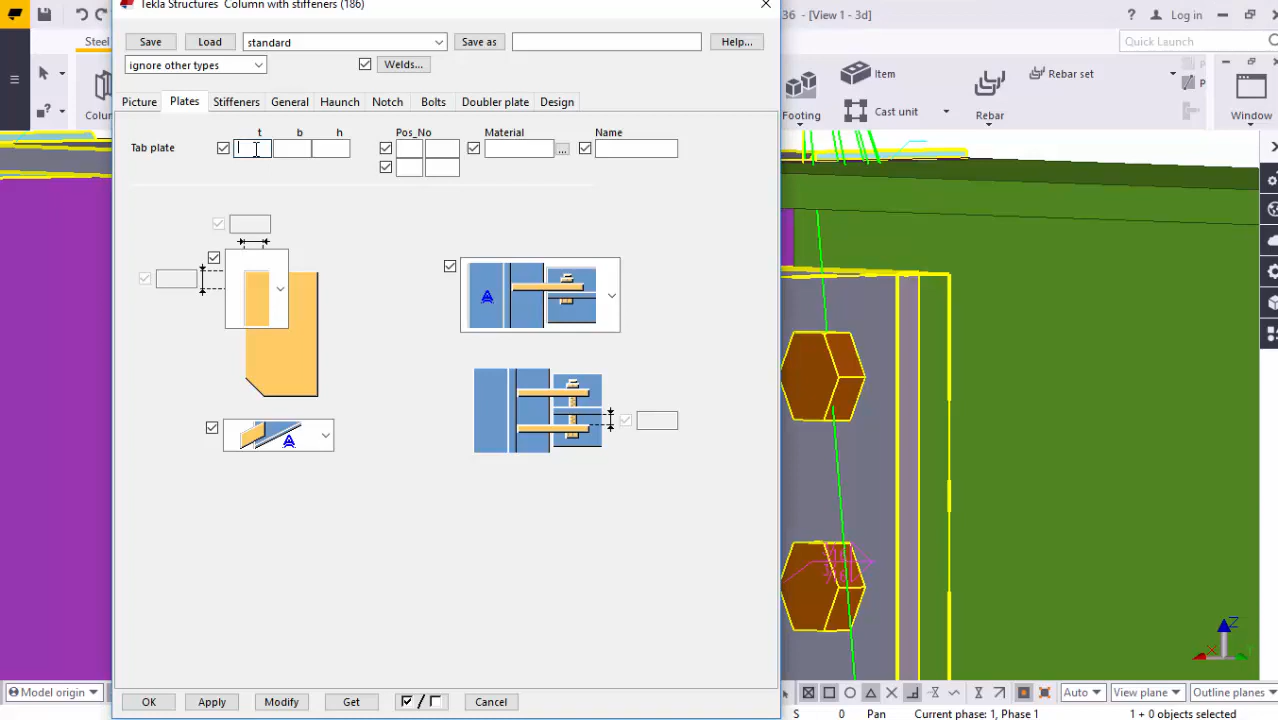 Tekla Structures  Column with stiffeners (186)
36 - [View 1 - 3d]
Log in
Save
Load
standard
Save as
Help...
Steel
Quick Launch
ignore other types
Welds...
Item
Rebar set
Picture
Plates
Stiffeners
General
Haunch
Notch
Bolts
Doubler plate
Design
Colum
Footing
Cast unit
Rebar
Window
t
b
h
Pos_No
Material
Name
Tab plate
...
Z
X
Model origin
OK
Apply
Modify
Get
/
Cancel
Auto
View plane
Outline planes
S
0
Pan
Current phase: 1, Phase 1
1 + 0 objects selected